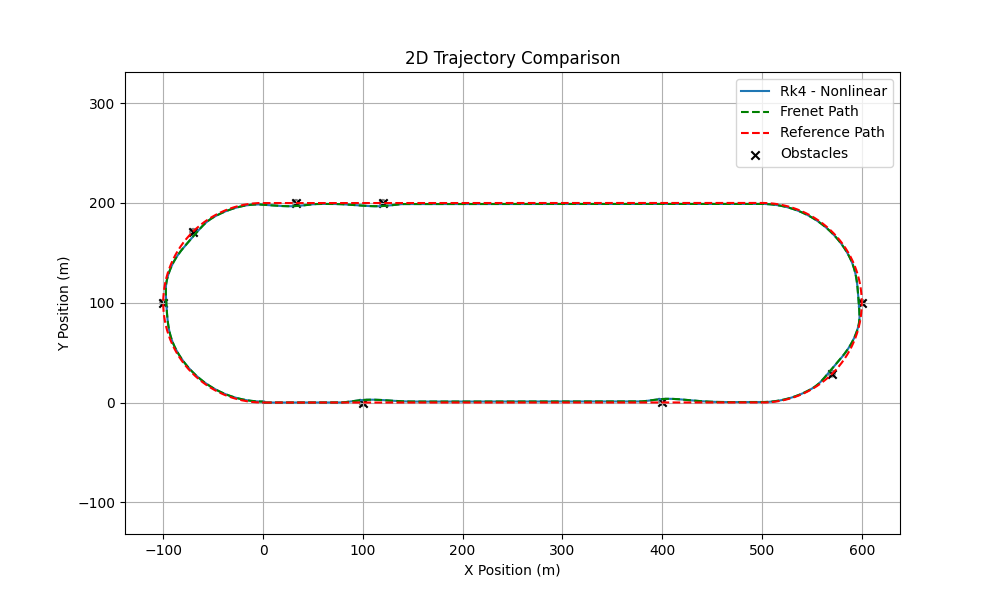 2D Trajectory Comparison
Rk4 - Nonlinear
Frenet Path
Reference Path
Obstacles
Y Position (m)
300
200
100
0
−100
−100 0 100 200 300 400 500 600
X Position (m)